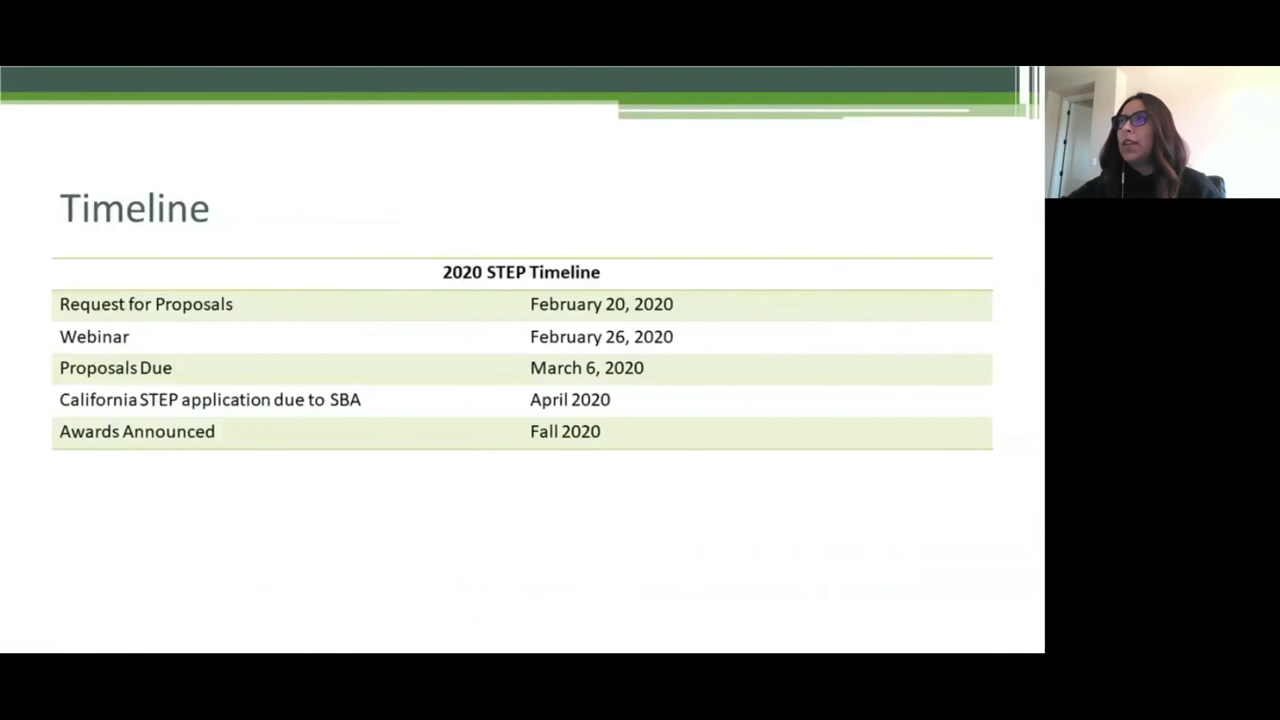 Timeline
2020 STEP Timeline
Request for Proposals February 20, 2020
Webinar February 26, 2020
Proposals Due March 6, 2020
California STEP application due to SBA April 2020
Awards Announced Fall 2020